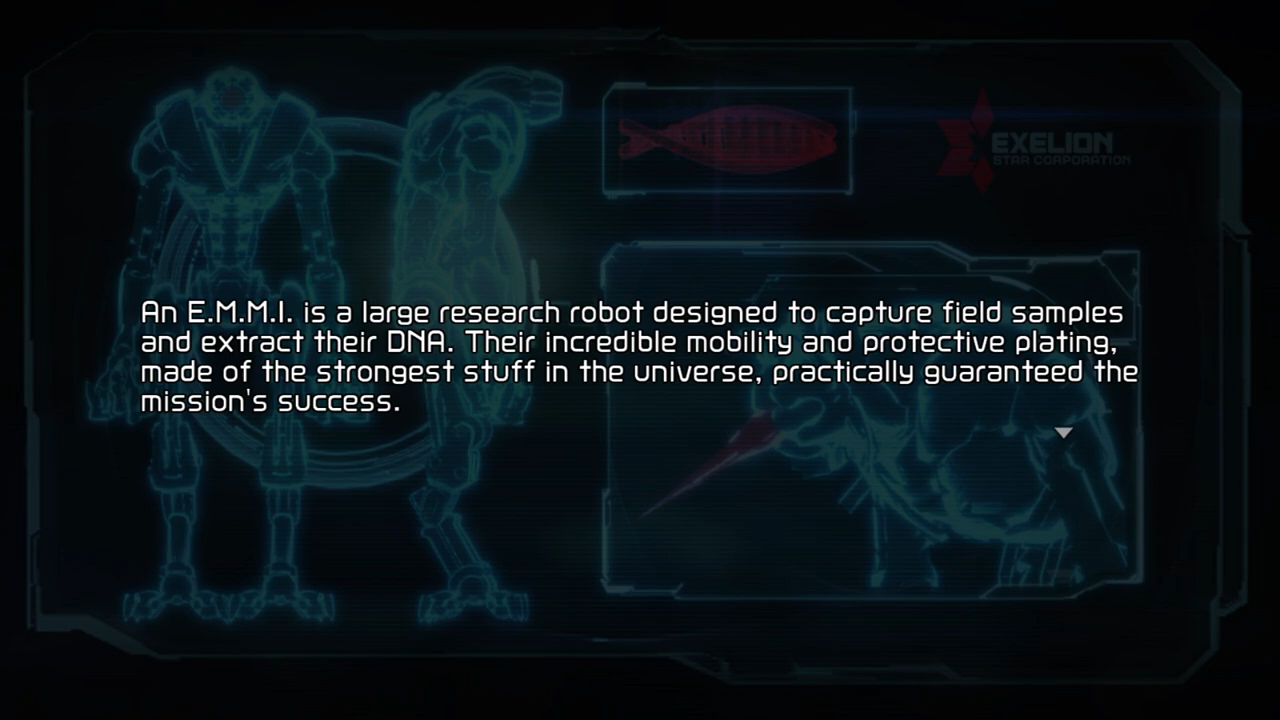 EXELION
STAR CORPORATION
An E.M.M.I. is a large research robot designed to capture field samples
and extract their DNA. Their incredible mobility and protective plating,
made of the strongest stuff in the universe, practically guaranteed the
mission's success.